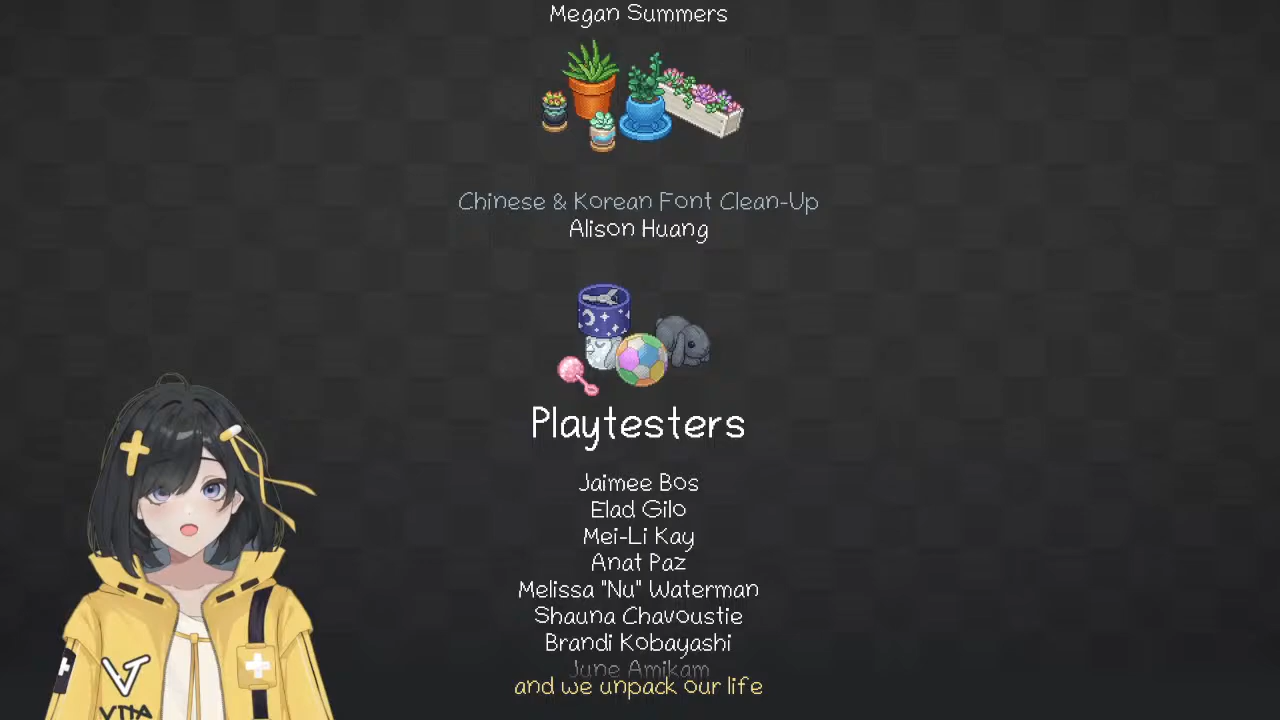 Megan Summers
Chinese & Korean Font Clean-Up
Alison Huang
Playtesters
Jaimee Bos
Elad Gilo
Mei-Li Kay
Anat Paz
Melissa "Nu" Waterman
Shauna Chavoustie
Brandi Kobayashi
June Amikam
and we unpack our life